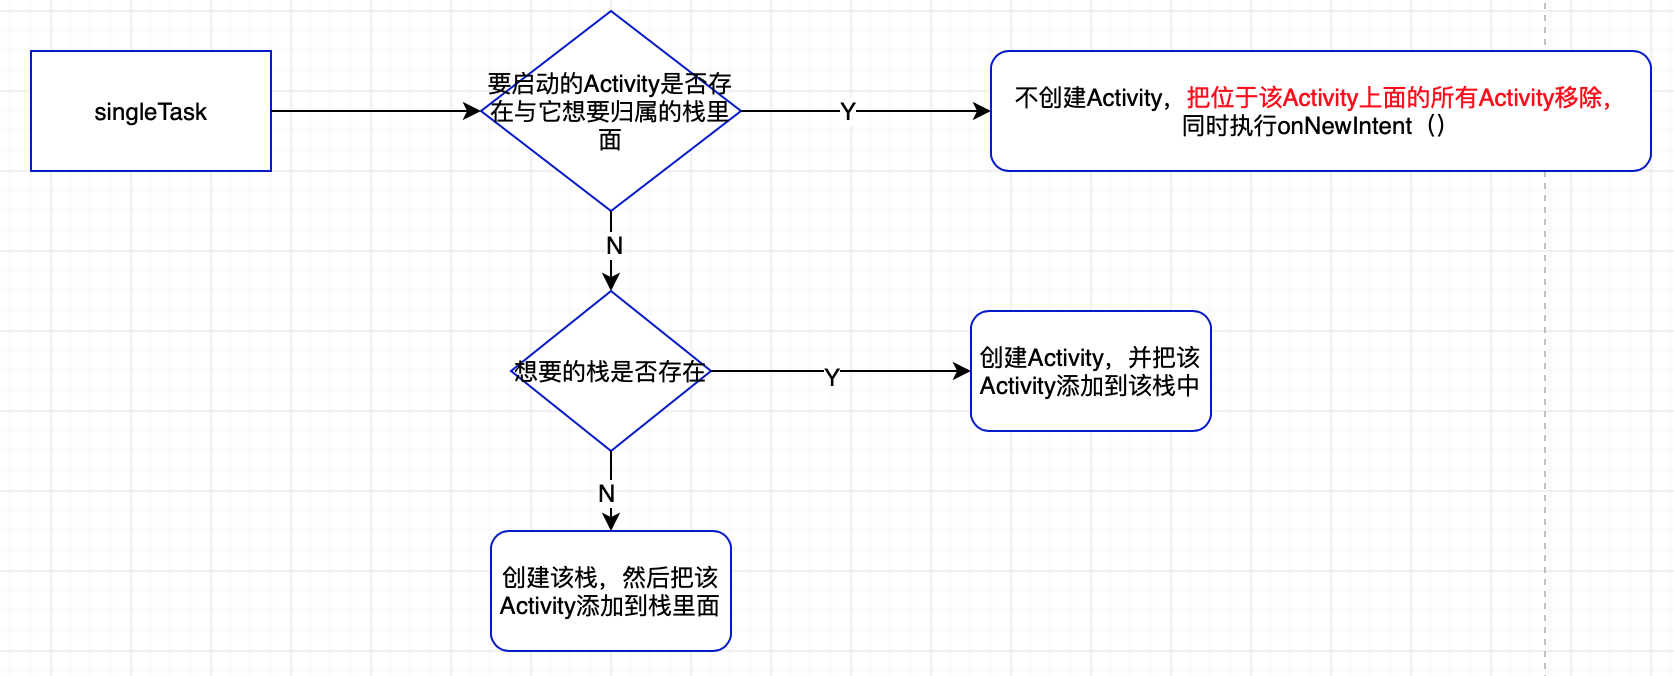 singleTask
要启动的Activity是否存
在与它想要归属的栈里
面
Y
不创建Activity，把位于该Activity上面的所有Activity移除，
同时执行onNewIntent（）
N
想要的栈是否存在
Y
创建Activity，并把该
Activity添加到该栈中
N
创建该栈，然后把该
Activity添加到栈里面